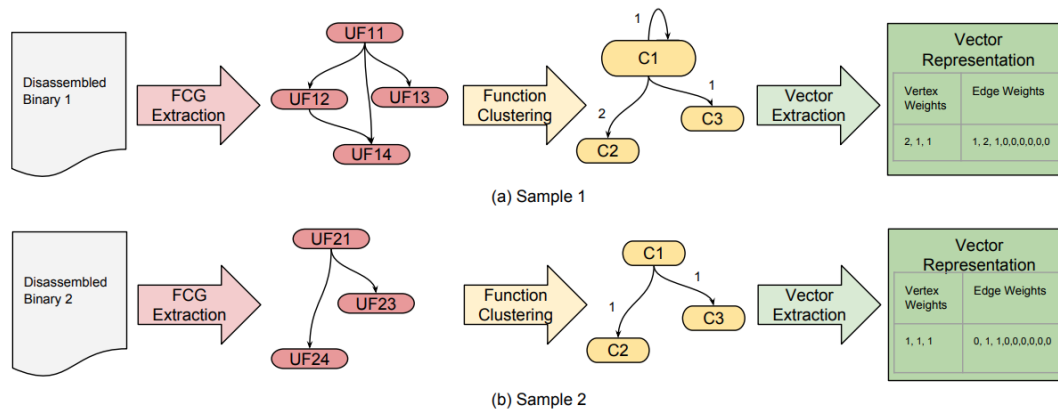 Disassembled
Binary 1
FCG
Extraction
UF11
UF12
UF13
UF14
Function
Clustering
1
C1
1
2
C3
C2
Vector
Extraction
Vector
Representation
Vertex
Weights
Edge Weights
2, 1, 1
1, 2, 1,0,0,0,0,0,0
(a) Sample 1
Disassembled
Binary 2
FCG
Extraction
UF21
UF23
UF24
Function
Clustering
C1
1
1
C3
C2
Vector
Extraction
Vector
Representation
Vertex
Weights
Edge Weights
1, 1, 1
0, 1, 1,0,0,0,0,0,0
(b) Sample 2